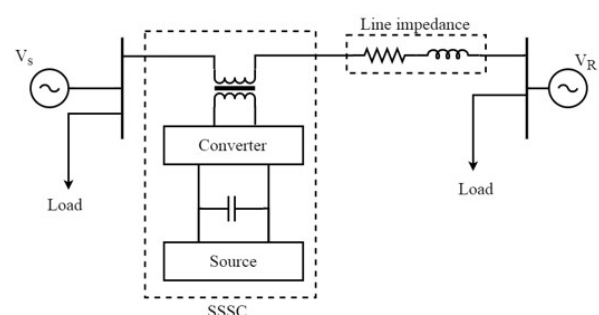 Line impedance
Vs
VR
Converter
Load
Load
Source
SSSC